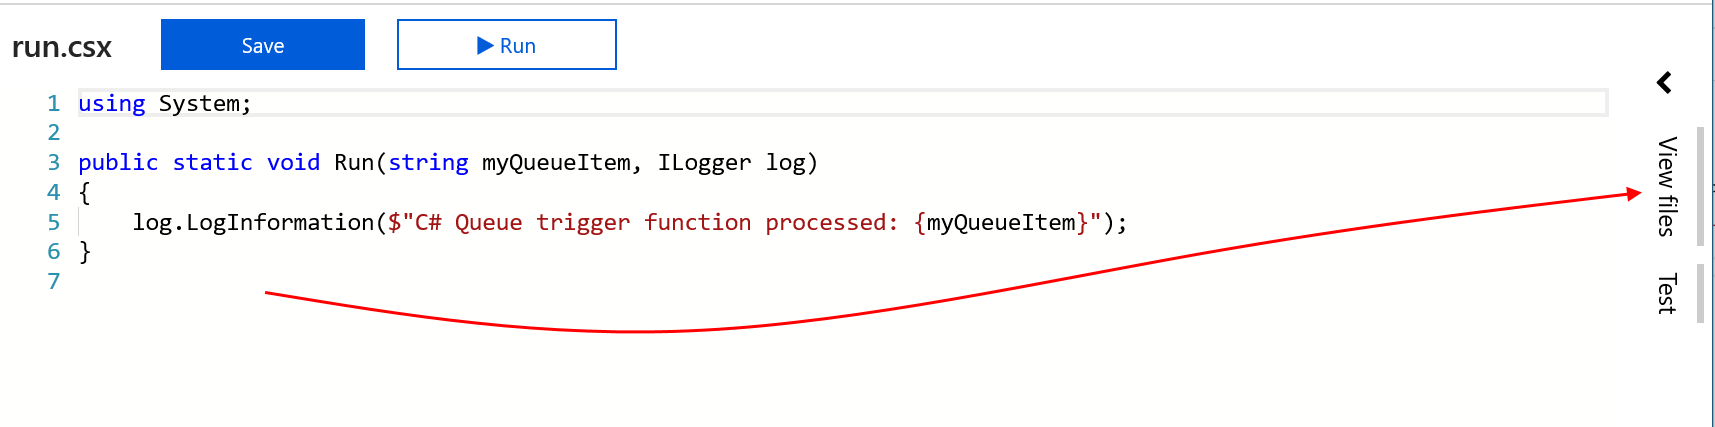 run.csx Save Run
1 using System;
2
3 public static void Run(string myQueueItem, ILogger log)
4 {
5     log.LogInformation($"C# Queue trigger function processed: {myQueueItem}");
6 }
7
View files
Test